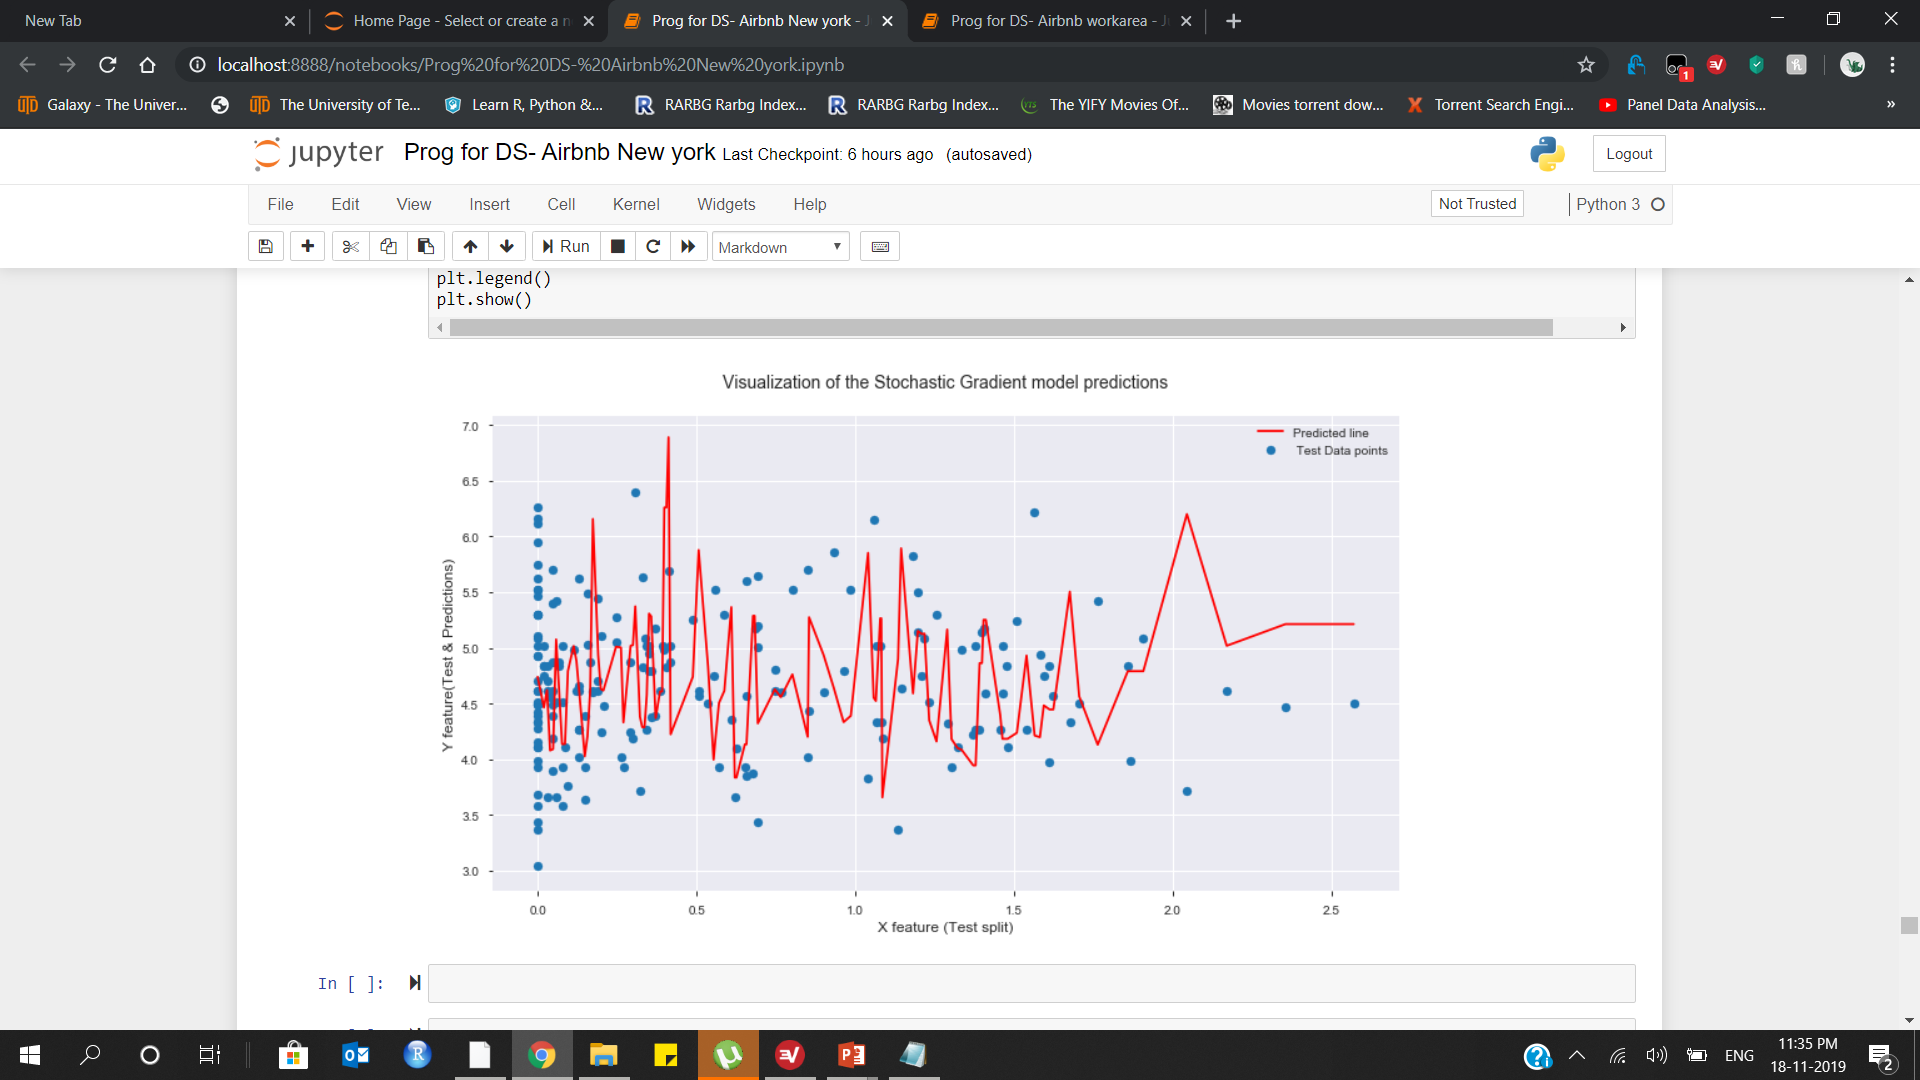 New Tab
Home Page - Select or create a n
Prog for DS- Airbnb New york - J
Prog for DS- Airbnb workarea - J
localhost:8888/notebooks/Prog%20for%20DS-%20Airbnb%20New%20york.ipynb
1
Galaxy - The Univer...
The University of Te...
Learn R, Python &...
RARBG Rarbg Index...
RARBG Rarbg Index...
The YIFY Movies Of...
Movies torrent dow...
Torrent Search Engi...
Panel Data Analysis...
»
jupyter Prog for DS- Airbnb New york Last Checkpoint: 6 hours ago (autosaved)
Logout
File Edit View Insert Cell Kernel Widgets Help
Not Trusted
Python 3
Run
Markdown
plt.legend()
plt.show()
Visualization of the Stochastic Gradient model predictions
Predicted line
Test Data points
7.0
6.5
6.0
5.5
5.0
4.5
4.0
3.5
3.0
Y feature(Test & Predictions)
0.0 0.5 1.0 1.5 2.0 2.5
X feature (Test split)
In [ ]:
ENG
11:35 PM
18-11-2019
2